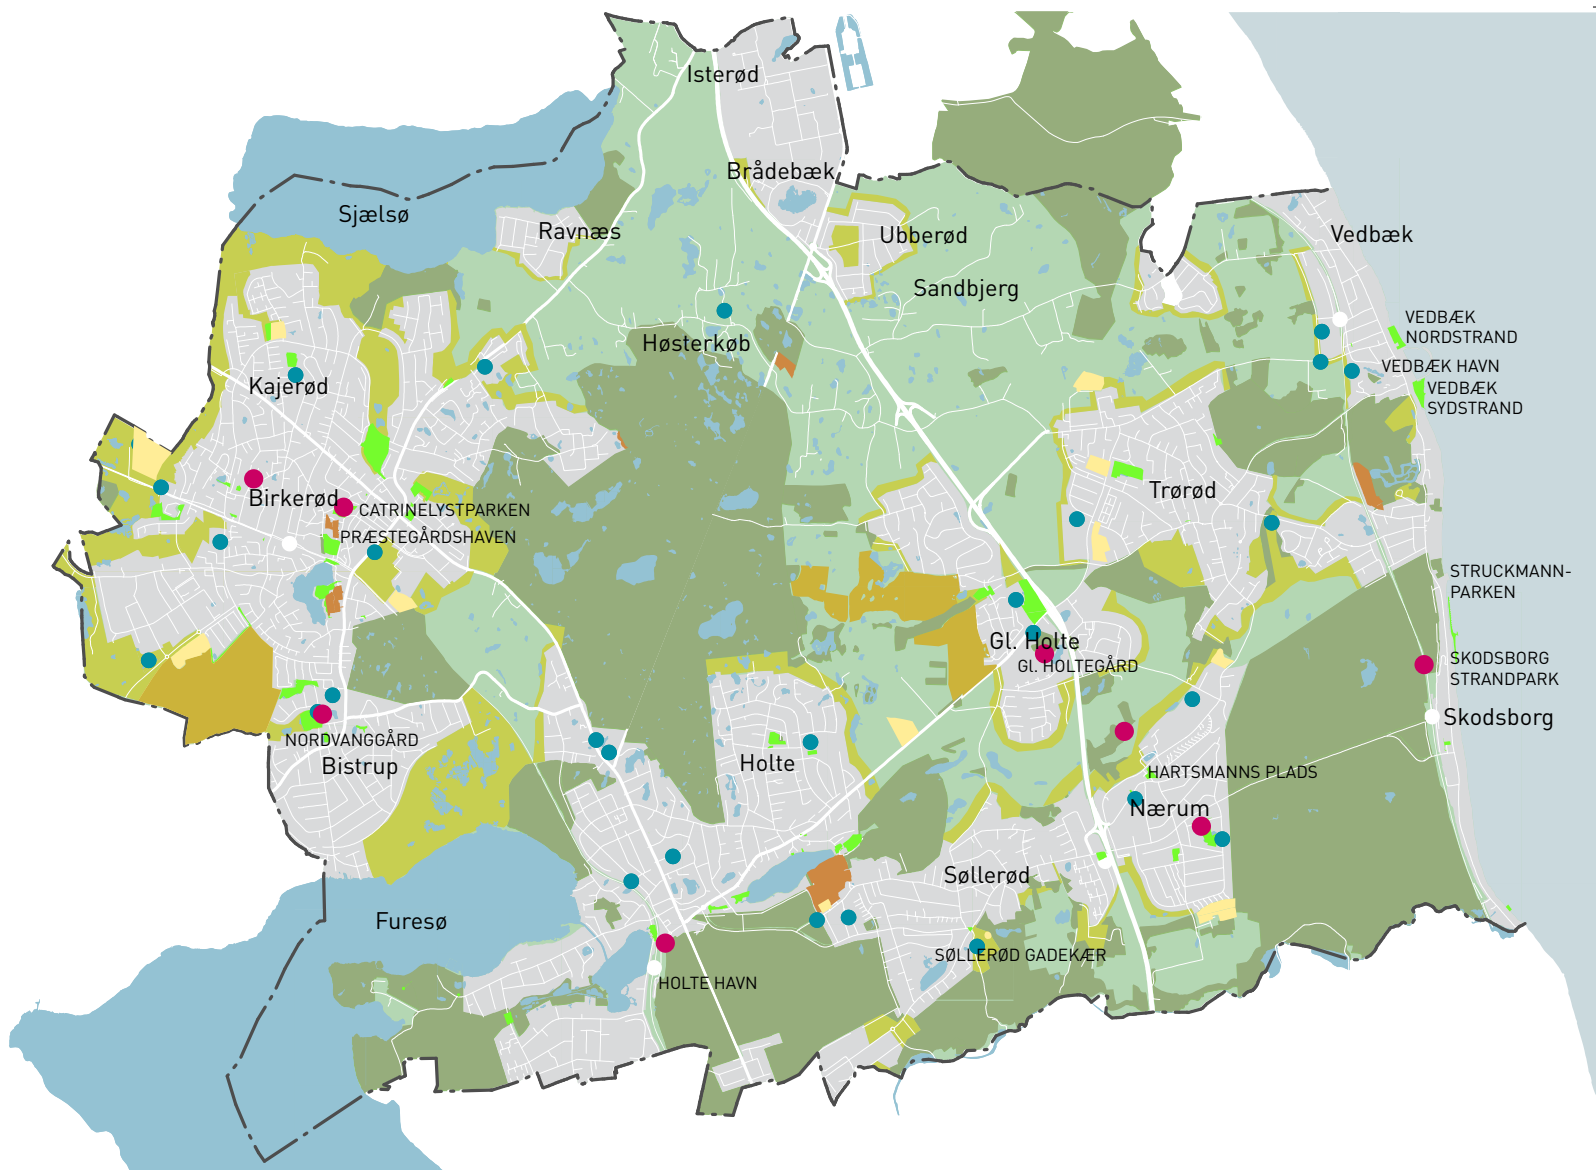 Isterød
Brådebæk
Sjælsø
Ravnæs
Ubberød
Vedbæk
Sandbjerg
VEDBÆK
NORDSTRAND
Høsterkøb
VEDBÆK HAVN
Kajerød
VEDBÆK
SYDSTRAND
Trørød
Birkerød
CATRINELYSTPARKEN
PRÆSTEGÅRDSHAVEN
STRUCKMANN-
PARKEN
Gl. Holte
Gl. HOLTEGÅRD
SKODSBORG
STRANDPARK
Skodsborg
NORDVANGGÅRD
Bistrup
Holte
HARTSMANNS PLADS
Nærum
Søllerød
Furesø
SØLLERØD GADEKÆR
HOLTE HAVN